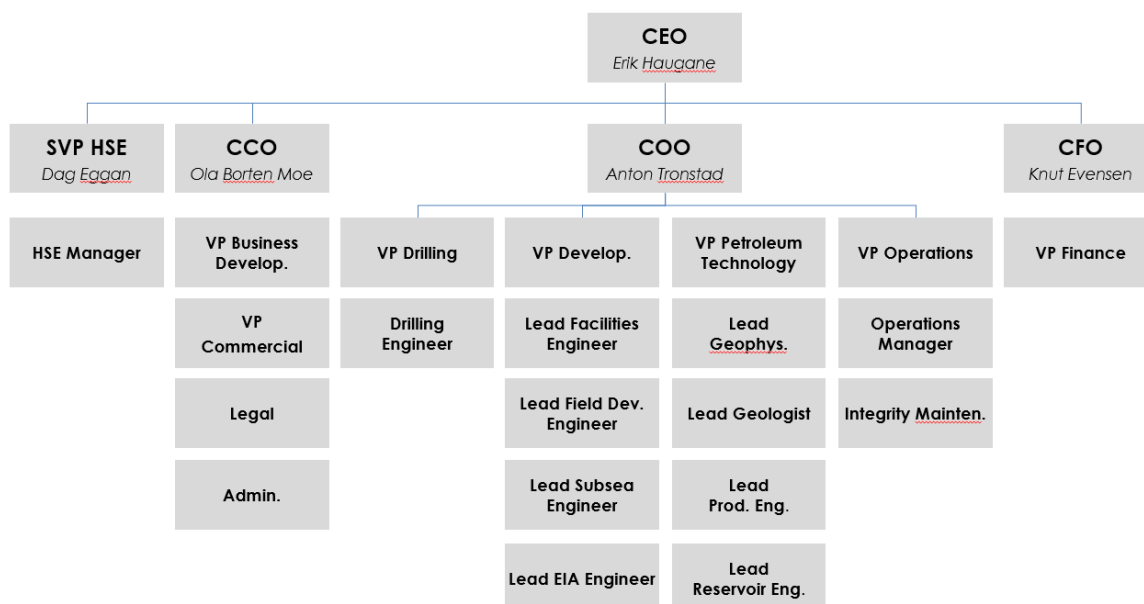 CEO
Erik Haugane
SVP HSE
Dag Eggan
CCO
Ola Borten Moe
COO
Anton Tronstad
CFO
Knut Evensen
HSE Manager
VP Business
Develop.
VP Drilling
VP Develop.
VP Petroleum
Technology
VP Operations
VP Finance
VP
Commercial
Drilling
Engineer
Lead Facilities
Engineer
Lead
Geophys.
Operations
Manager
Legal
Lead Field Dev.
Engineer
Lead Geologist
Integrity Mainten.
Admin.
Lead Subsea
Engineer
Lead
Prod. Eng.
Lead EIA Engineer
Lead
Reservoir Eng.